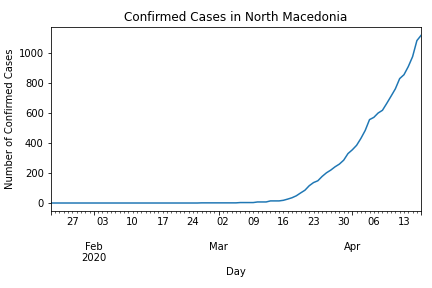 Confirmed Cases in North Macedonia
Number of Confirmed Cases
1000
800
600
400
200
0
27 03 10 17 24 02 09 16 23 30 06 13
Feb Mar Apr
2020
Day